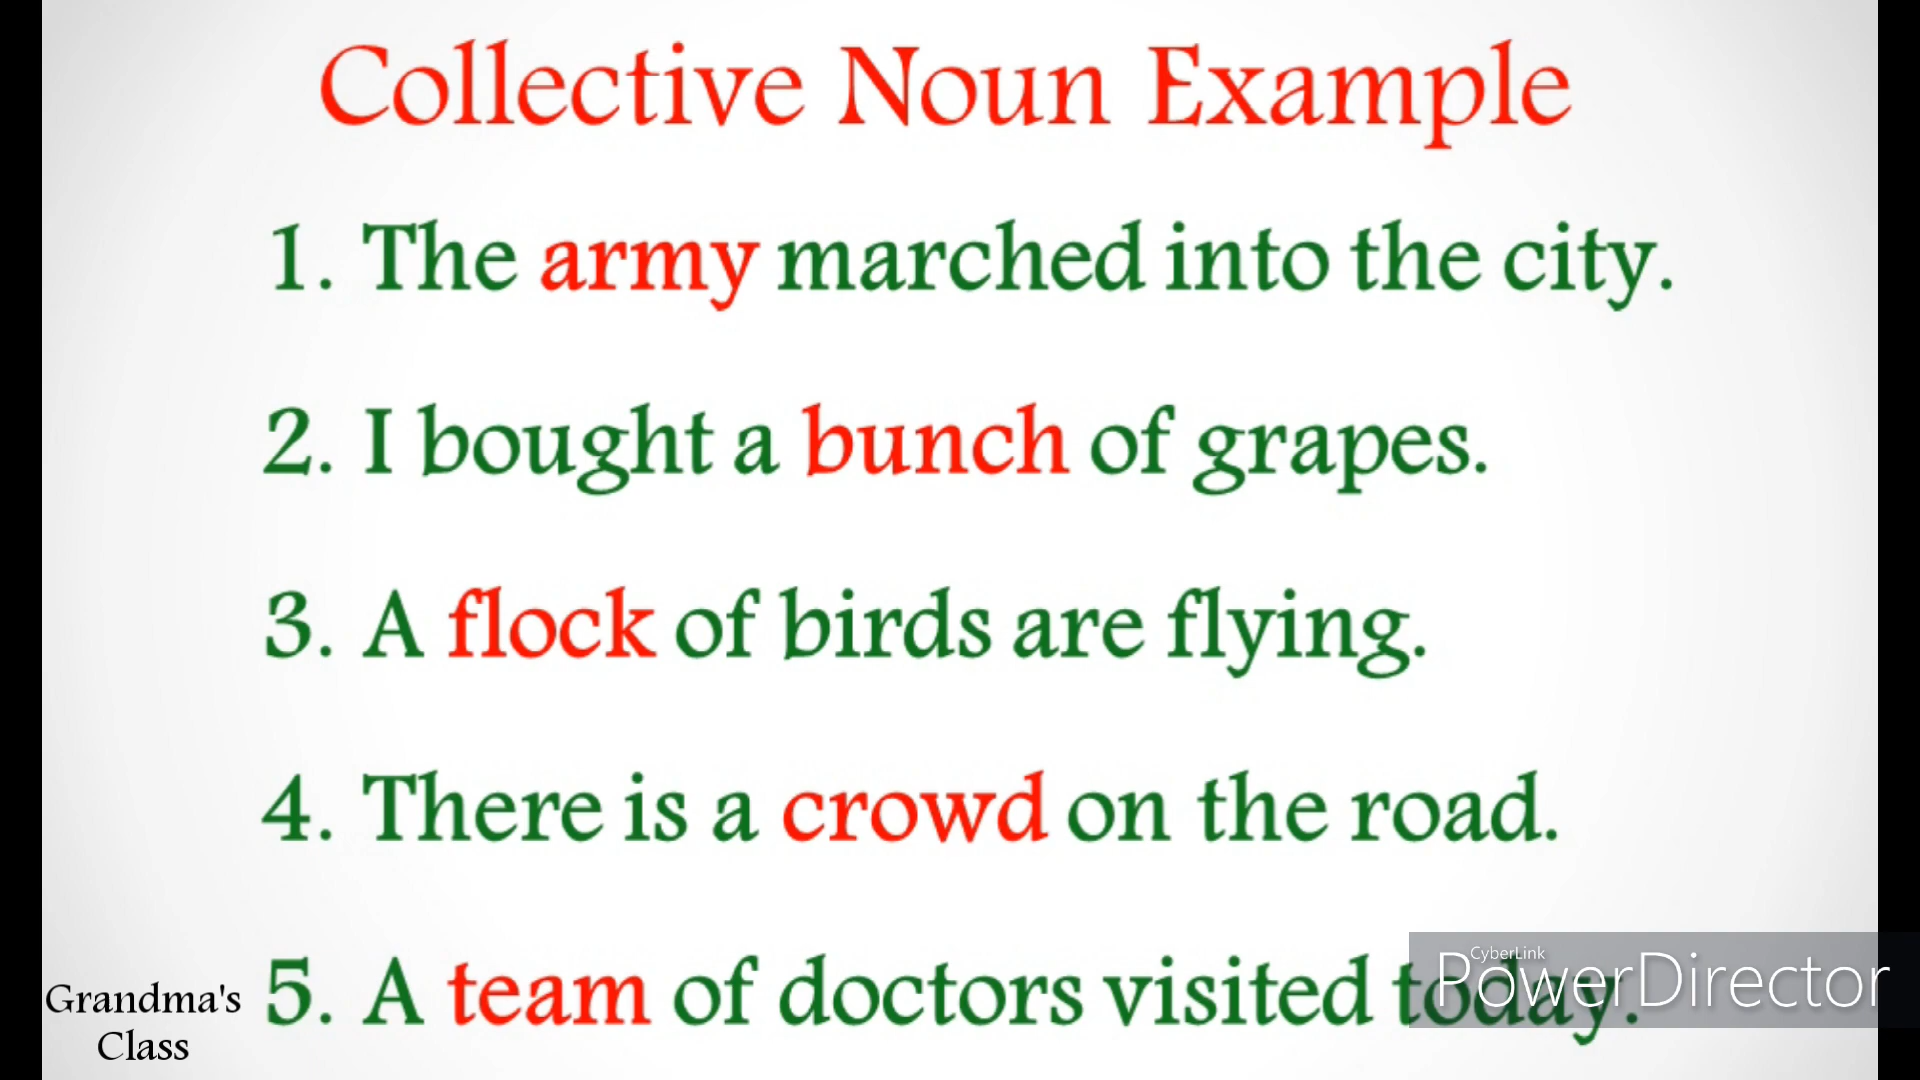 Collective Noun Example
1. The army marched into the city.
2. I bought a bunch of grapes.
3. A flock of birds are flying.
4. There is a crowd on the road.
5. A team of doctors visited today.
Grandma's
Class
CyberLink
PowerDirector